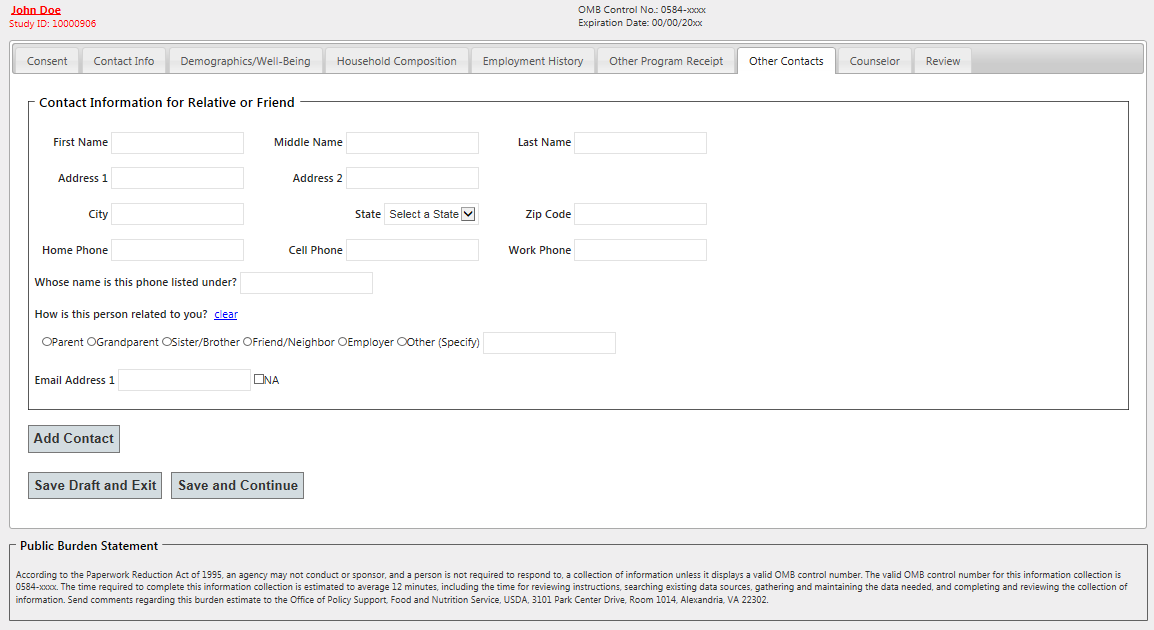 John Doe
Study ID: 10000906
OMB Control No.: 0584-xxxx
Expiration Date: 00/00/20xx
Consent Contact Info Demographics/Well-Being Household Composition Employment History Other Program Receipt Other Contacts Counselor Review
Contact Information for Relative or Friend
First Name Middle Name Last Name
Address 1 Address 2
City State Select a State Zip Code
Home Phone Cell Phone Work Phone
Whose name is this phone listed under?
How is this person related to you? clear
Parent Grandparent Sister/Brother Friend/Neighbor Employer Other (Specify)
Email Address 1 NA
Add Contact
Save Draft and Exit Save and Continue
Public Burden Statement
According to the Paperwork Reduction Act of 1995, an agency may not conduct or sponsor, and a person is not required to respond to, a collection of information unless it displays a valid OMB control number. The valid OMB control number for this information collection is
0584-xxxx. The time required to complete this information collection is estimated to average 12 minutes, including the time for reviewing instructions, searching existing data sources, gathering and maintaining the data needed, and completing and reviewing the collection of
information. Send comments regarding this burden estimate to the Office of Policy Support, Food and Nutrition Service, USDA, 3101 Park Center Drive, Room 1014, Alexandria, VA 22302.